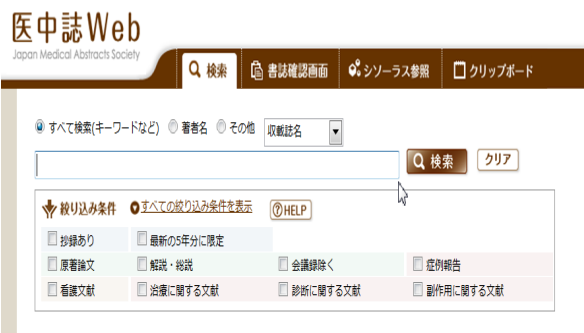 医中誌Web
Japan Medical Abstracts Society
検索 書誌確認画面 シソーラス参照 クリップボード
すべて検索(キーワードなど) 著者名 その他 収載誌名
検索 クリア
絞り込み条件 すべての絞り込み条件を表示 ?HELP
抄録あり 最新の5年分に限定
原著論文 解説・総説 会議録除く 症例報告
看護文献 治療に関する文献 診断に関する文献 副作用に関する文献